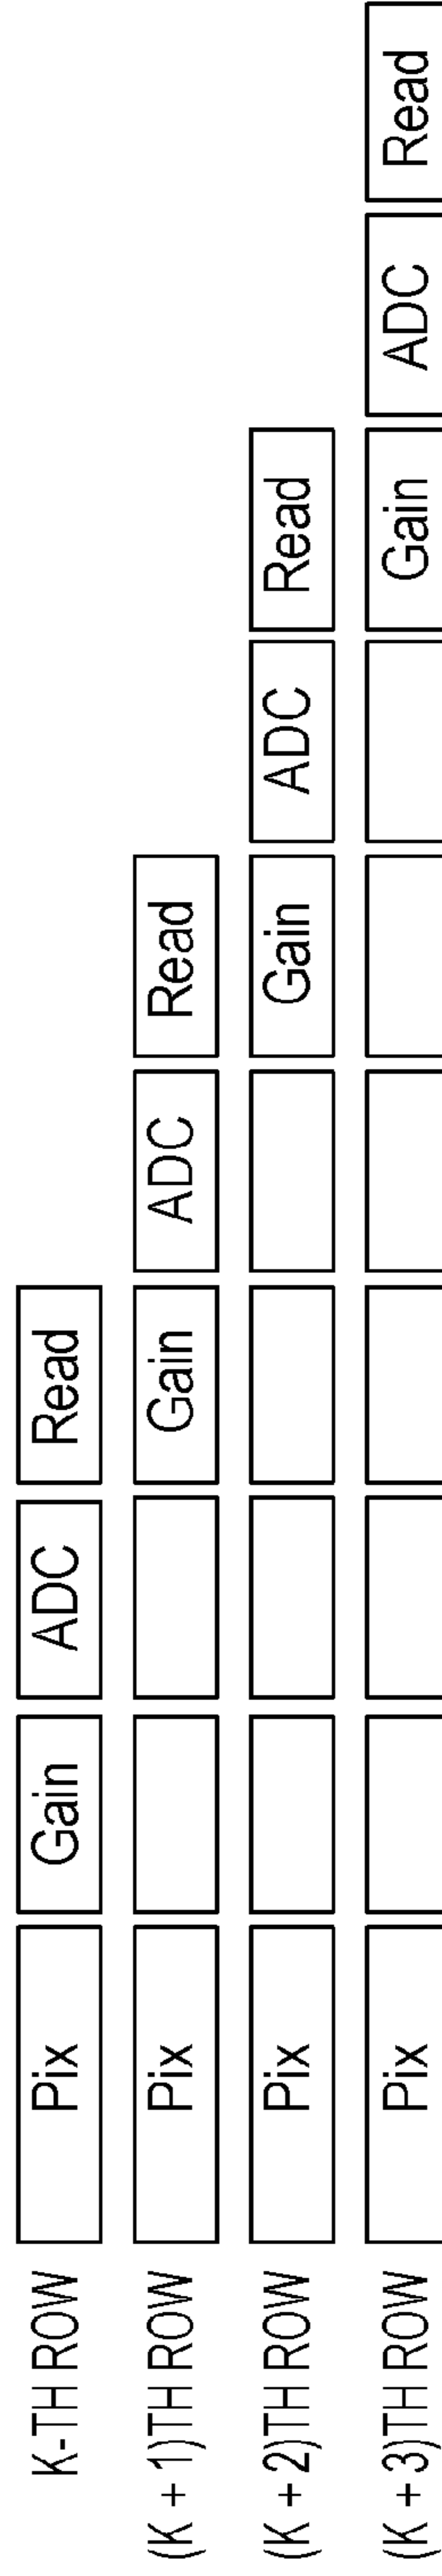 K-TH ROW Pix Gain ADC Read
(K + 1)TH ROW Pix Gain ADC Read
(K + 2)TH ROW Pix Gain ADC Read
(K + 3)TH ROW Pix Gain ADC Read